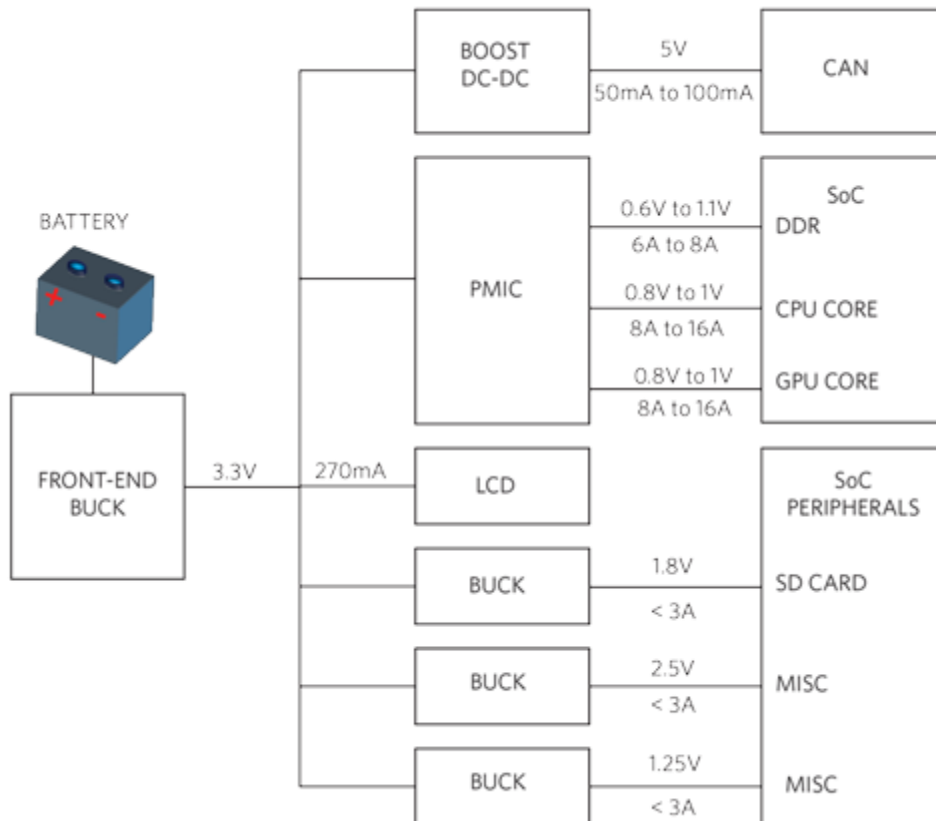 BOOST
DC-DC
5V
50mA to 100mA
CAN
BATTERY
+
-
PMIC
0.6V to 1.1V
6A to 8A
0.8V to 1V
8A to 16A
0.8V to 1V
8A to 16A
SoC
DDR
CPU CORE
GPU CORE
FRONT-END
BUCK
3.3V
270mA
LCD
SoC
PERIPHERALS
BUCK
1.8V
< 3A
SD CARD
BUCK
2.5V
< 3A
MISC
BUCK
1.25V
< 3A
MISC